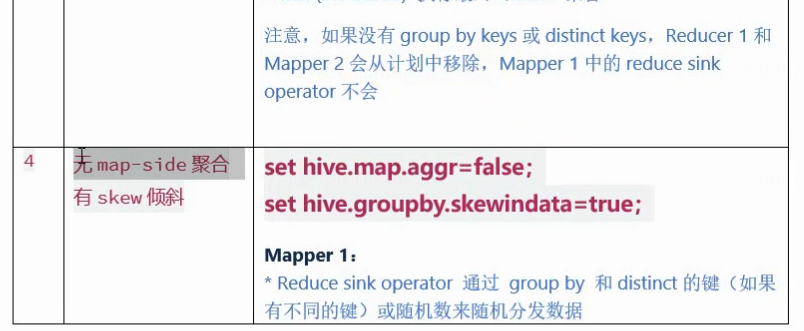 注意，如果没有 group by keys 或 distinct keys，Reducer 1 和
Mapper 2 会从计划中移除，Mapper 1 中的 reduce sink
operator 不会
4
无 map-side 聚合
有 skew 倾斜
set hive.map.aggr=false;
set hive.groupby.skewindata=true;
Mapper 1：
* Reduce sink operator 通过 group by 和 distinct 的键（如果
有不同的键）或随机数来随机分发数据